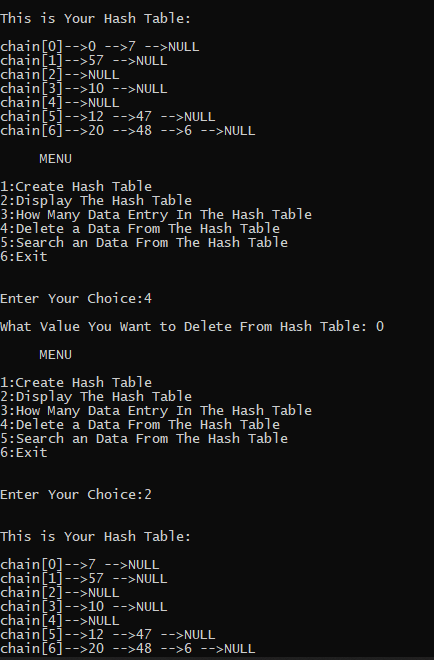 This is Your Hash Table:
chain[0]-->0 -->7 -->NULL
chain[1]-->57 -->NULL
chain[2]-->NULL
chain[3]-->10 -->NULL
chain[4]-->NULL
chain[5]-->12 -->47 -->NULL
chain[6]-->20 -->48 -->6 -->NULL
MENU
1:Create Hash Table
2:Display The Hash Table
3:How Many Data Entry In The Hash Table
4:Delete a Data From The Hash Table
5:Search an Data From The Hash Table
6:Exit
Enter Your Choice:4
What Value You Want to Delete From Hash Table: 0
MENU
1:Create Hash Table
2:Display The Hash Table
3:How Many Data Entry In The Hash Table
4:Delete a Data From The Hash Table
5:Search an Data From The Hash Table
6:Exit
Enter Your Choice:2
This is Your Hash Table:
chain[0]-->7 -->NULL
chain[1]-->57 -->NULL
chain[2]-->NULL
chain[3]-->10 -->NULL
chain[4]-->NULL
chain[5]-->12 -->47 -->NULL
chain[6]-->20 -->48 -->6 -->NULL